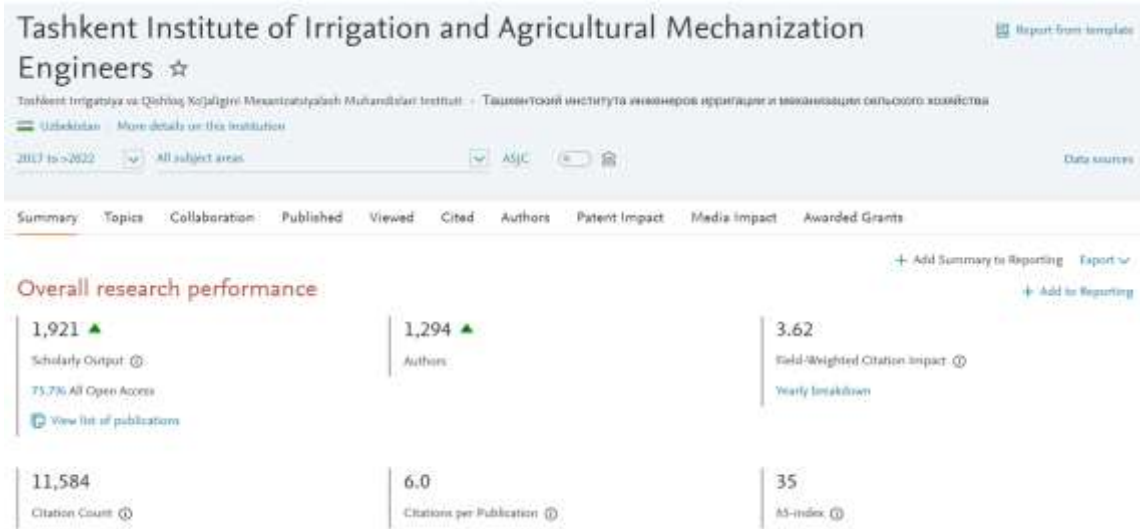 Tashkent Institute of Irrigation and Agricultural Mechanization
Report from template
Engineers
Toshkent Irrigatsiya va Qishloq Xo'jaligini Mexanizatsiyalash Muhandislari Instituti - Ташкентский института инженеров ирригации и механизации сельского хозяйства
Uzbekistan More details on this Institution
2017 to >2022 All subject areas ASJC Data sources
Summary Topics Collaboration Published Viewed Cited Authors Patent Impact Media Impact Awarded Grants
+ Add Summary to Reporting Export
Overall research performance + Add to Reporting
1,921 1,294 3.62
Scholarly Output Authors Field-Weighted Citation Impact
75.7% All Open Access Yearly breakdown
View list of publications
11,584 6.0 35
Citation Count Citations per Publication h5-index